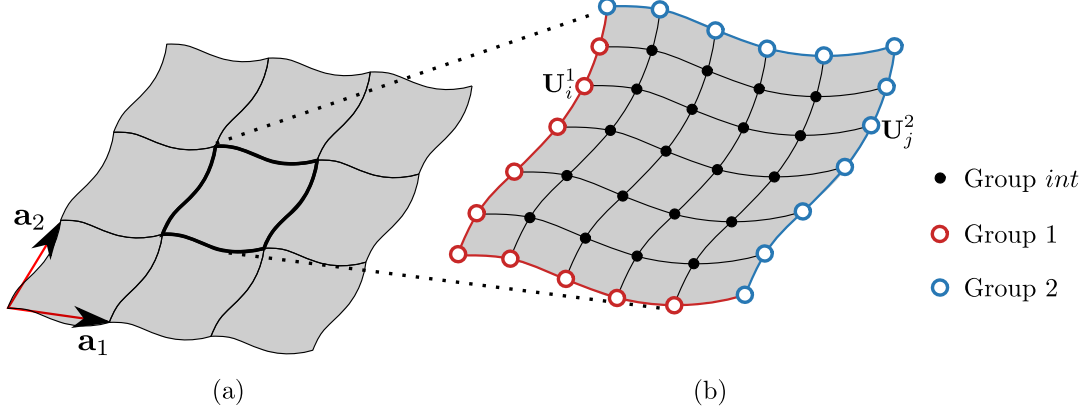 a₂
a₁
(a)
U¹ᵢ
U²ⱼ
(b)
Group int
Group 1
Group 2